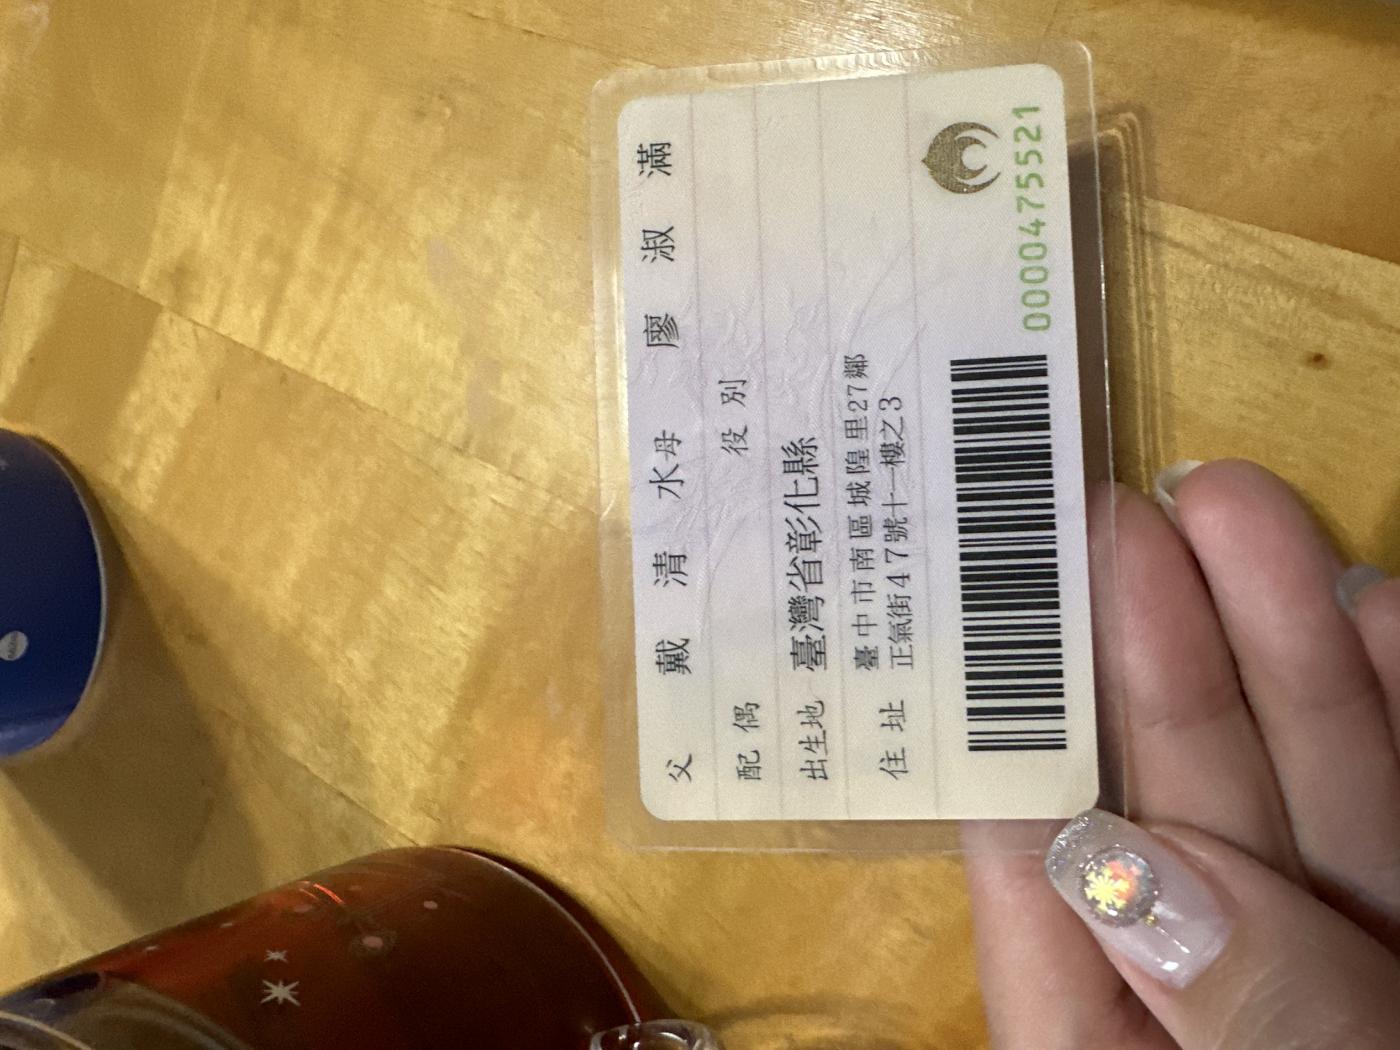 父 戴清水 母 廖淑滿
配偶 役別
出生地 臺灣省彰化縣
住址 臺中市南區城隍里27鄰
正氣街47號十一樓之3
0000475521